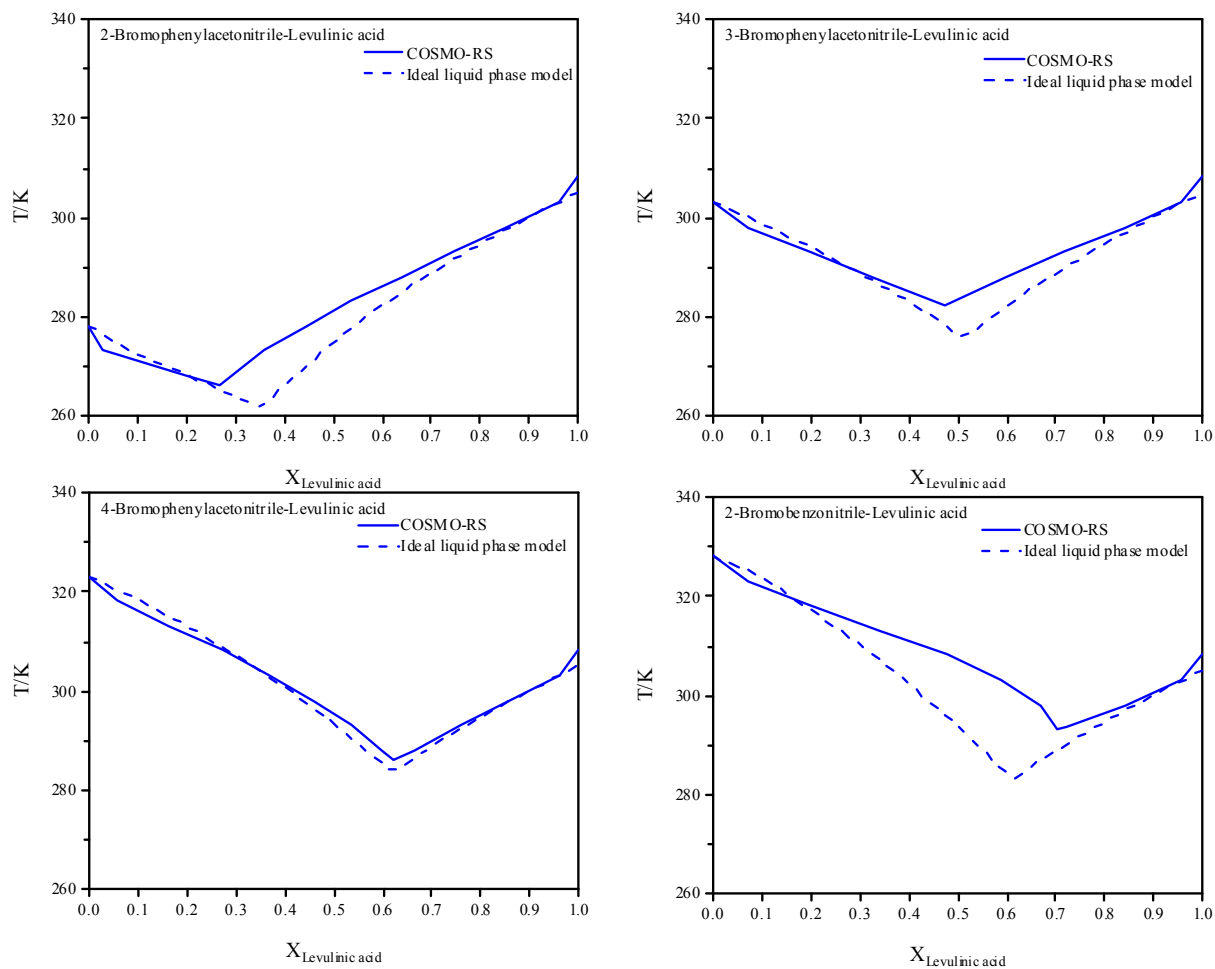 2-Bromophenylacetonitrile-Levulinic acid
COSMO-RS
Ideal liquid phase model
T/K
340
320
300
280
260
0.0 0.1 0.2 0.3 0.4 0.5 0.6 0.7 0.8 0.9 1.0
X Levulinic acid
3-Bromophenylacetonitrile-Levulinic acid
COSMO-RS
Ideal liquid phase model
T/K
340
320
300
280
260
0.0 0.1 0.2 0.3 0.4 0.5 0.6 0.7 0.8 0.9 1.0
X Levulinic acid
4-Bromophenylacetonitrile-Levulinic acid
COSMO-RS
Ideal liquid phase model
T/K
340
320
300
280
260
0.0 0.1 0.2 0.3 0.4 0.5 0.6 0.7 0.8 0.9 1.0
X Levulinic acid
2-Bromobenzonitrile-Levulinic acid
COSMO-RS
Ideal liquid phase model
T/K
340
320
300
280
260
0.0 0.1 0.2 0.3 0.4 0.5 0.6 0.7 0.8 0.9 1.0
X Levulinic acid